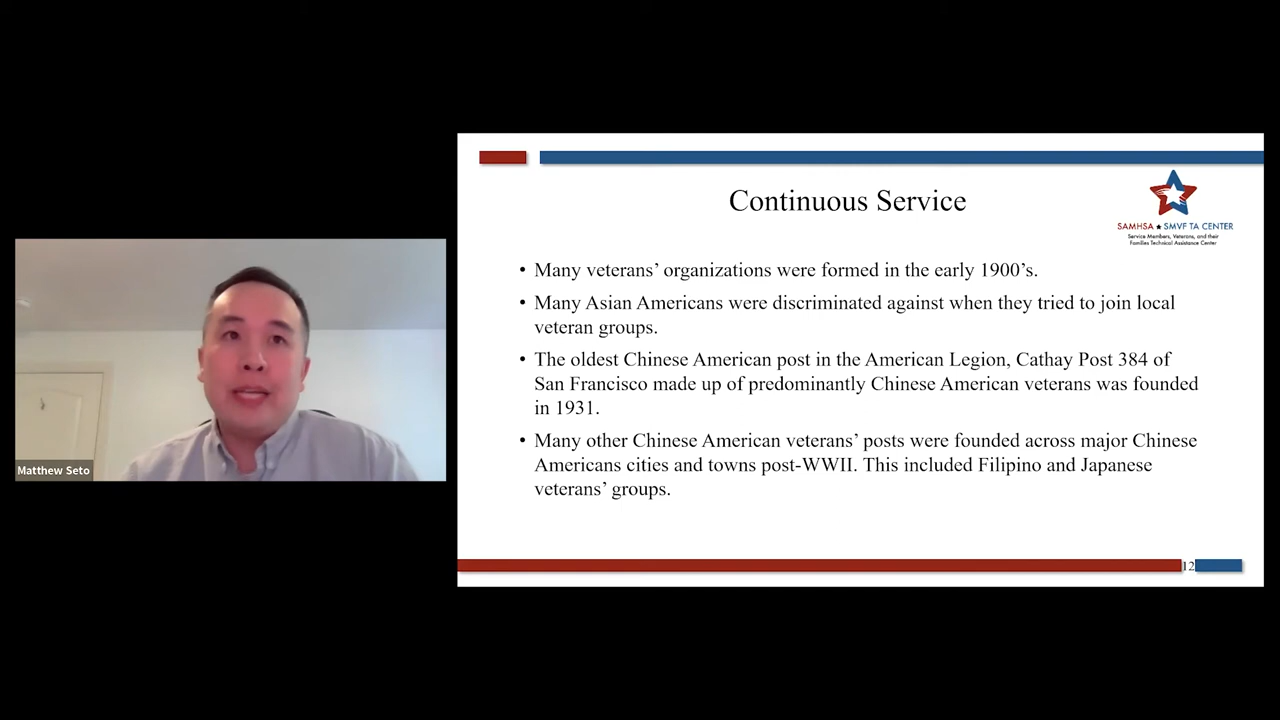 Matthew Seto
Continuous Service
SAMHSA ★ SMVF TA CENTER
Service Members, Veterans, and their
Families Technical Assistance Center
• Many veterans’ organizations were formed in the early 1900’s.
• Many Asian Americans were discriminated against when they tried to join local
veteran groups.
• The oldest Chinese American post in the American Legion, Cathay Post 384 of
San Francisco made up of predominantly Chinese American veterans was founded
in 1931.
• Many other Chinese American veterans’ posts were founded across major Chinese
Americans cities and towns post-WWII. This included Filipino and Japanese
veterans’ groups.
12